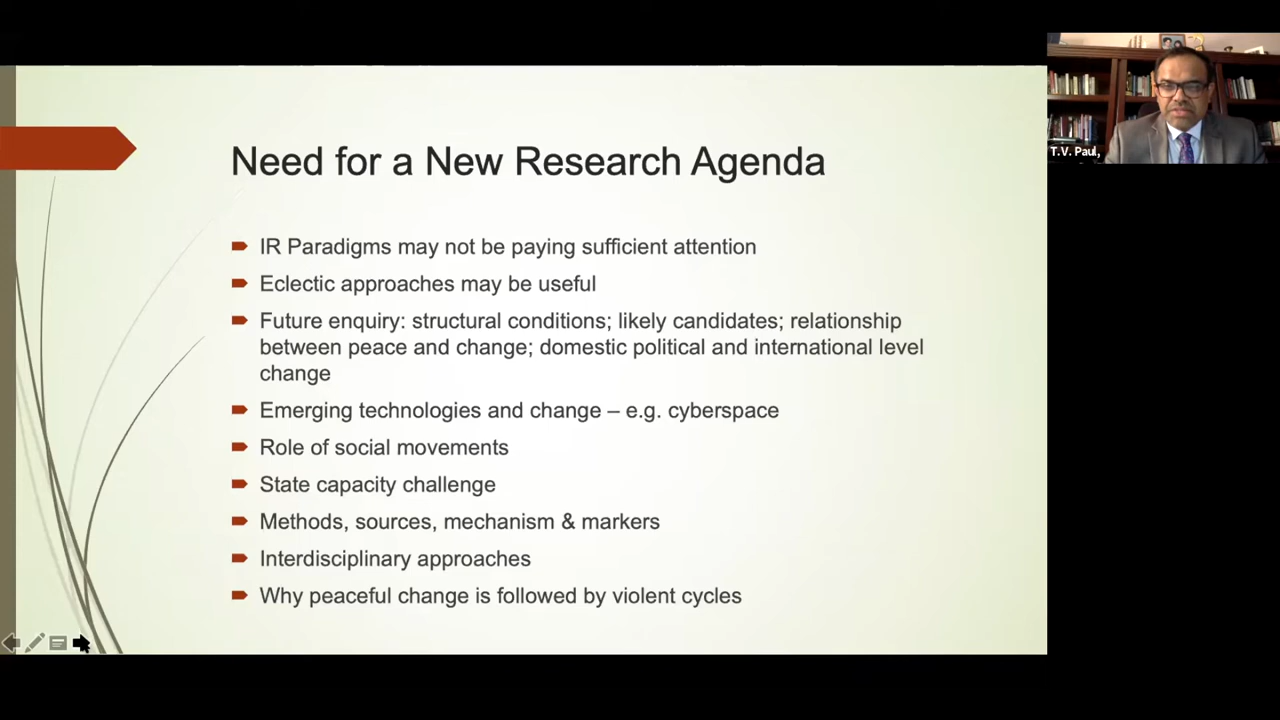 Need for a New Research Agenda
IR Paradigms may not be paying sufficient attention
Eclectic approaches may be useful
Future enquiry: structural conditions; likely candidates; relationship
between peace and change; domestic political and international level
change
Emerging technologies and change – e.g. cyberspace
Role of social movements
State capacity challenge
Methods, sources, mechanism & markers
Interdisciplinary approaches
Why peaceful change is followed by violent cycles
T.V. Paul,